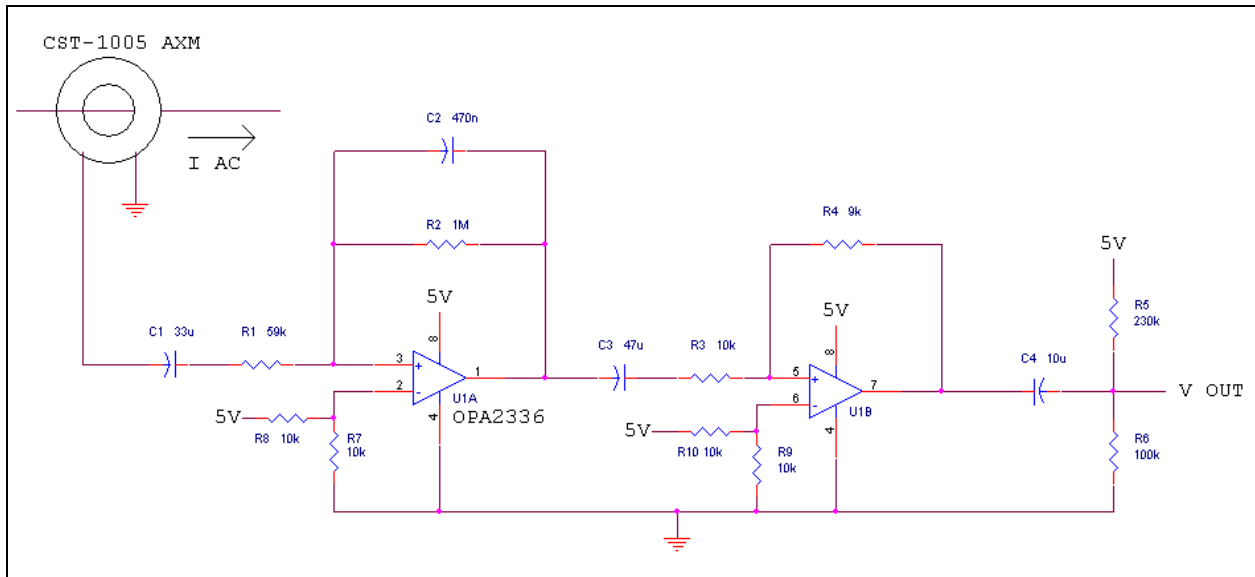 CST-1005 AXM
I AC
C2 470n
R2 1M
R4 9k
5V
R5
230k
5V
5V
8
8
C1 33u
R1 59k
C3 47u
R3 10k
3
+
2
-
1
U1A
OPA2336
4
5
+
6
-
7
U1B
4
C4 10u
V OUT
5V
R8 10k
R7
10k
5V
R10 10k
R9
10k
R6
100k